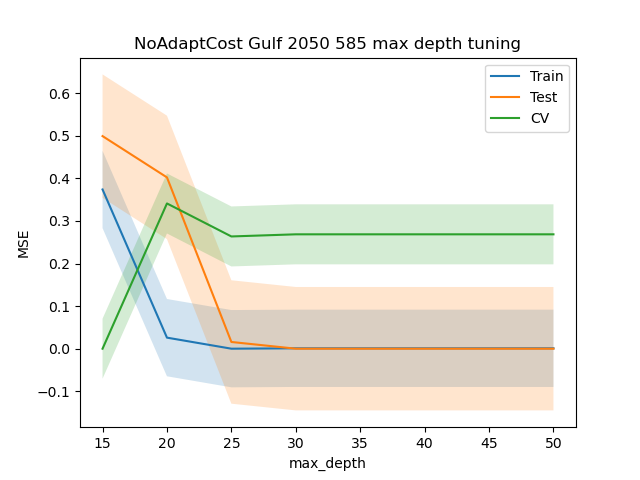 NoAdaptCost Gulf 2050 585 max depth tuning
Train
Test
CV
MSE
0.6
0.5
0.4
0.3
0.2
0.1
0.0
−0.1
15 20 25 30 35 40 45 50
max_depth